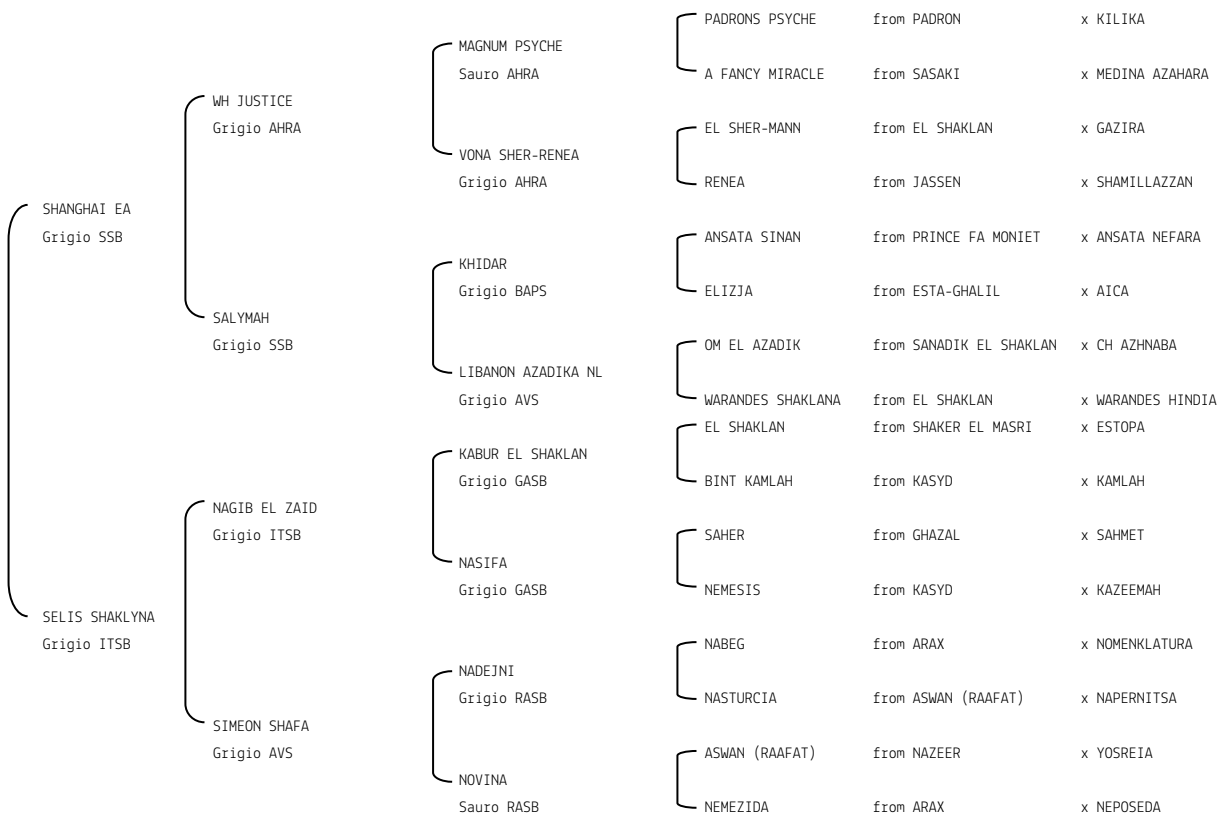 PADRONS PSYCHE from PADRON x KILIKA
MAGNUM PSYCHE
Sauro AHRA A FANCY MIRACLE from SASAKI x MEDINA AZAHARA
WH JUSTICE
Grigio AHRA EL SHER-MANN from EL SHAKLAN x GAZIRA
VONA SHER-RENEA
Grigio AHRA RENEA from JASSEN x SHAMILLAZZAN
SHANGHAI EA
Grigio SSB ANSATA SINAN from PRINCE FA MONIET x ANSATA NEFARA
KHIDAR
Grigio BAPS ELIZJA from ESTA-GHALIL x AICA
SALYMAH
Grigio SSB OM EL AZADIK from SANADIK EL SHAKLAN x CH AZHNABA
LIBANON AZADIKA NL
Grigio AVS WARANDES SHAKLANA from EL SHAKLAN x WARANDES HINDIA
EL SHAKLAN from SHAKER EL MASRI x ESTOPA
KABUR EL SHAKLAN
Grigio GASB BINT KAMLAH from KASYD x KAMLAH
NAGIB EL ZAID
Grigio ITSB SAHER from GHAZAL x SAHMET
NASIFA
Grigio GASB NEMESIS from KASYD x KAZEEMAH
SELIS SHAKLYNA
Grigio ITSB NABEG from ARAX x NOMENKLATURA
NADEJNI
Grigio RASB NASTURCIA from ASWAN (RAAFAT) x NAPERNITSA
SIMEON SHAFA
Grigio AVS ASWAN (RAAFAT) from NAZEER x YOSREIA
NOVINA
Sauro RASB NEMEZIDA from ARAX x NEPOSEDA